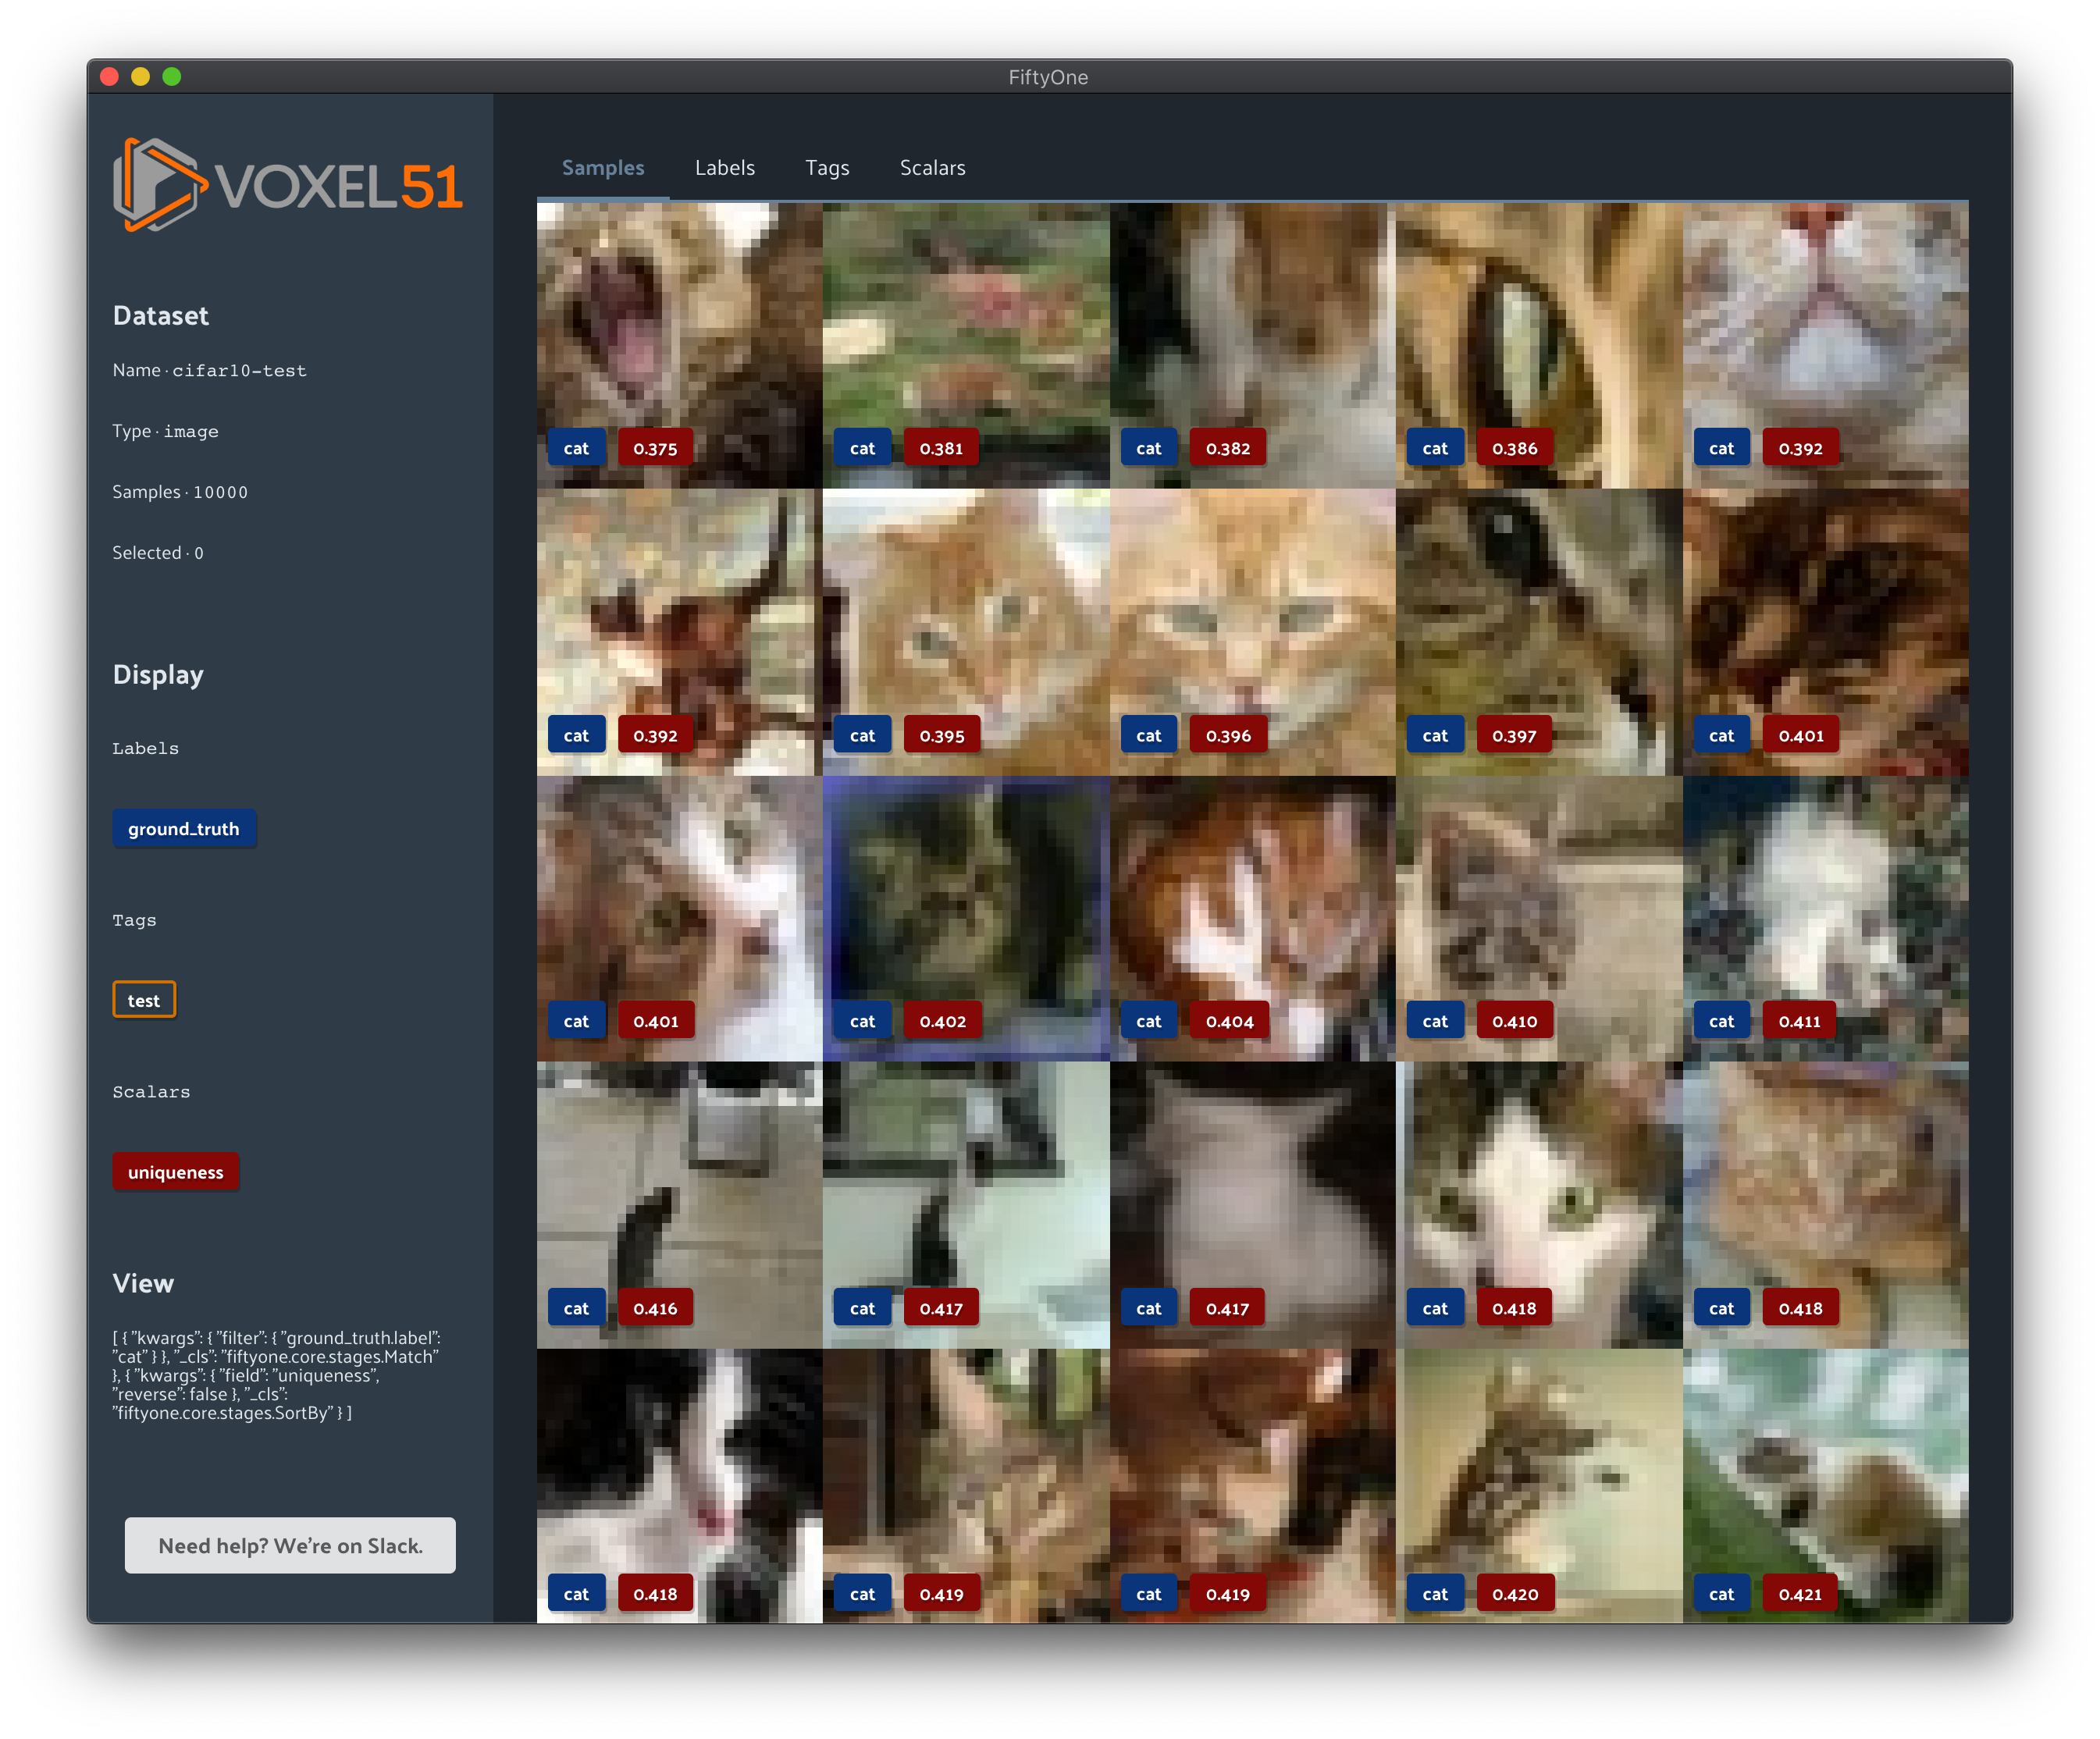 FiftyOne
VOXEL51
Samples Labels Tags Scalars
Dataset
Name · cifar10-test
Type · image
Samples · 10000
Selected · 0
Display
Labels
ground_truth
Tags
test
Scalars
uniqueness
View
[ { "kwargs": { "filter": { "ground_truth.label":
"cat" } }, "_cls": "fiftyone.core.stages.Match"
}, { "kwargs": { "field": "uniqueness",
"reverse": false }, "_cls":
"fiftyone.core.stages.SortBy" } ]
Need help? We're on Slack.
cat 0.375 cat 0.381 cat 0.382 cat 0.386 cat 0.392
cat 0.392 cat 0.395 cat 0.396 cat 0.397 cat 0.401
cat 0.401 cat 0.402 cat 0.404 cat 0.410 cat 0.411
cat 0.416 cat 0.417 cat 0.417 cat 0.418 cat 0.418
cat 0.418 cat 0.419 cat 0.419 cat 0.420 cat 0.421